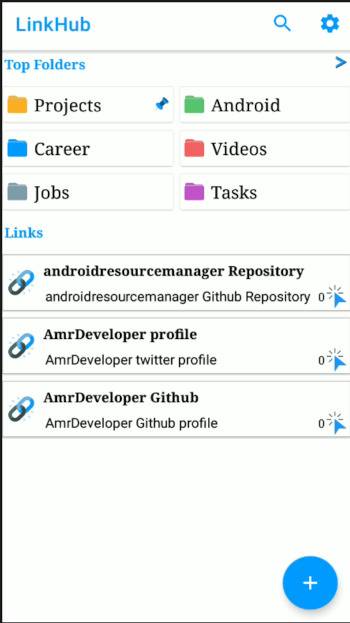 LinkHub
Top Folders
Projects
Android
Career
Videos
Jobs
Tasks
Links
androidresourcemanager Repository
androidresourcemanager Github Repository 0
AmrDeveloper profile
AmrDeveloper twitter profile 0
AmrDeveloper Github
AmrDeveloper Github profile 0